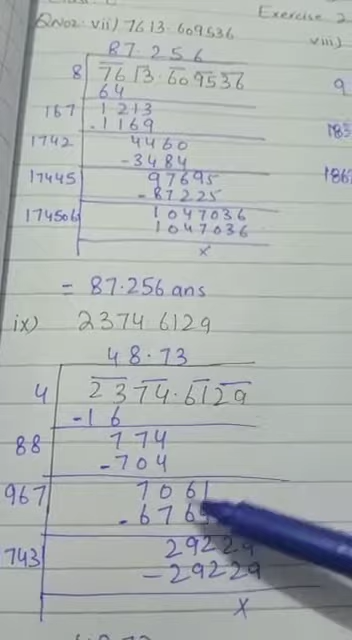 Exercise 2
QNo2: vii) 7613.609536
viii)
87.256
8 7613.609536
64
167 1213
-1169
1742 4460
-3484
17445 97695
-87225
174506 1047036
1047036
x
= 87.256 ans
ix) 2374.6129
48.73
4 2374.6129
-16
88 774
-704
967 7061
-676
743 29229
-29229
x